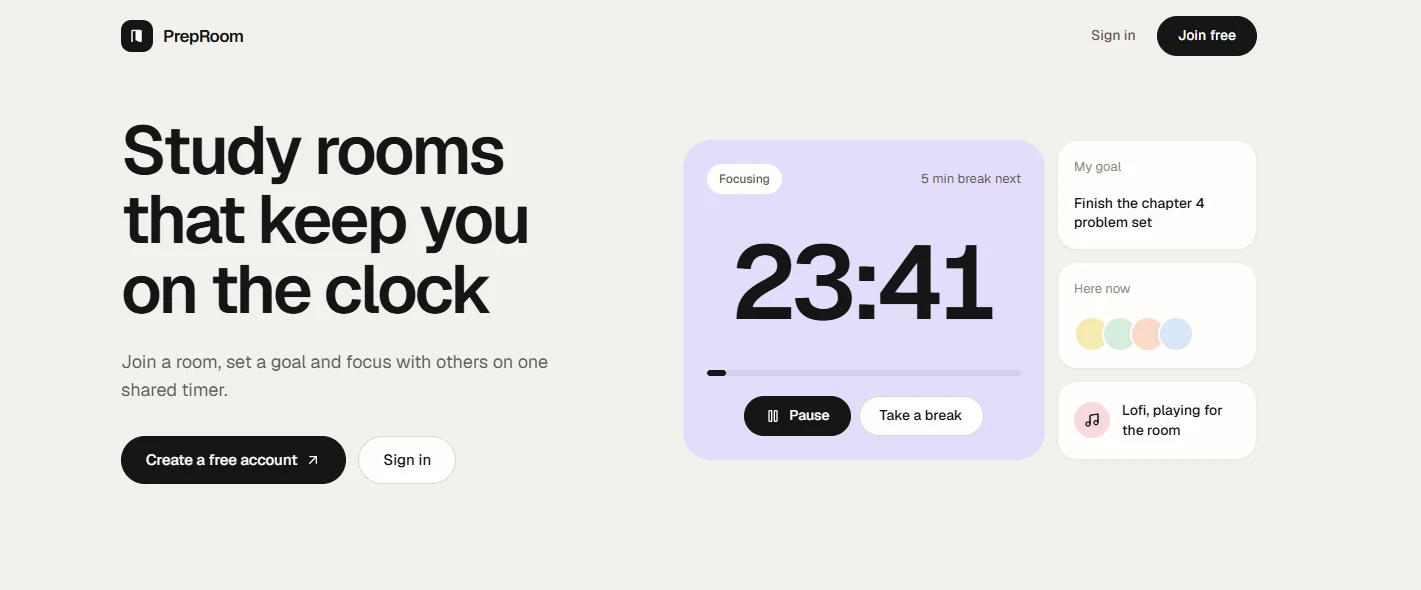 PrepRoom
Sign in
Join free
Study rooms
that keep you
on the clock
Join a room, set a goal and focus with others on one
shared timer.
Create a free account
Sign in
Focusing
5 min break next
23:41
Pause
Take a break
My goal
Finish the chapter 4
problem set
Here now
Lofi, playing for
the room